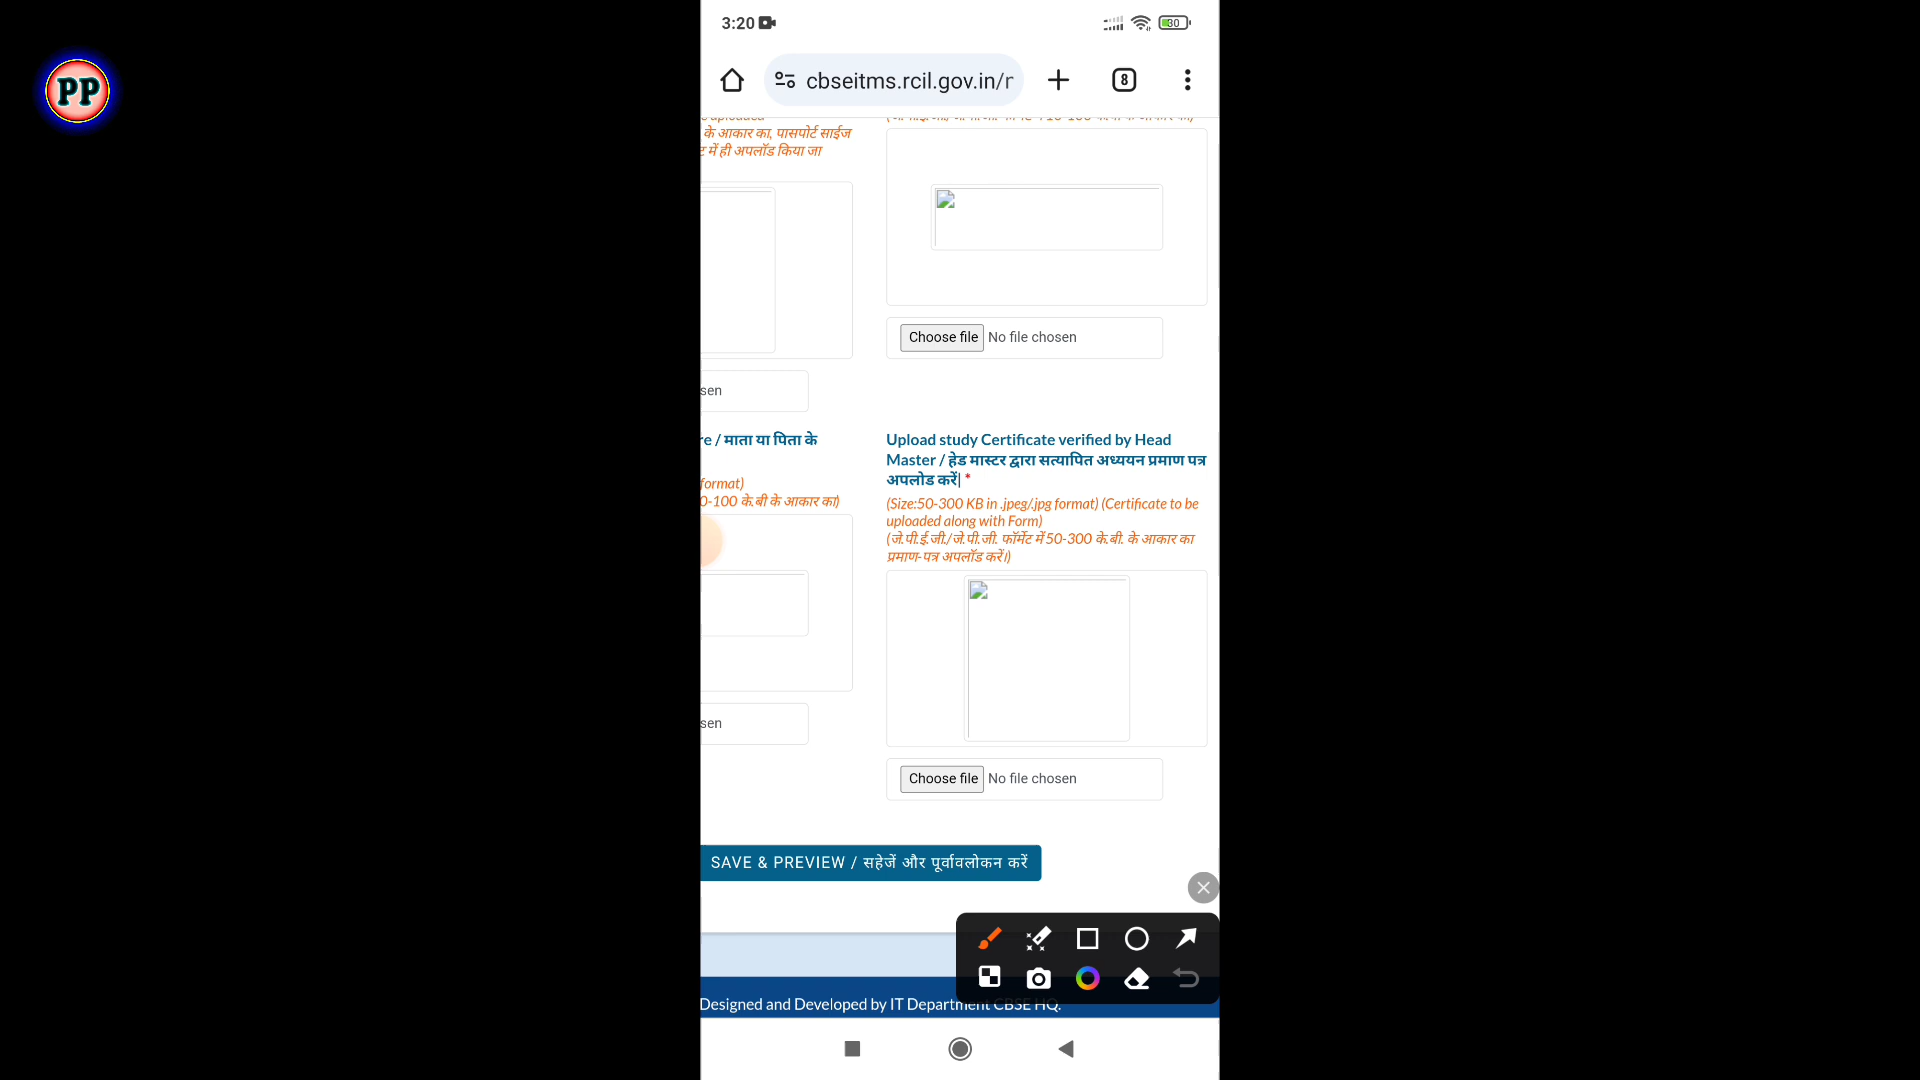 PP
3:20
30
cbseitms.rcil.gov.in/r
8
के आकार का, पासपोर्ट साईज
ट में ही अपलॉड किया जा
Choose file No file chosen
sen
re / माता या पिता के
format)
0-100 के.बी के आकार का)
sen
Upload study Certificate verified by Head
Master / हेड मास्टर द्वारा सत्यापित अध्ययन प्रमाण पत्र
अपलोड करें| *
(Size:50-300 KB in .jpeg/.jpg format) (Certificate to be
uploaded along with Form)
(जे.पी.ई.जी./जे.पी.जी. फॉर्मेट में 50-300 के.बी. के आकार का
प्रमाण-पत्र अपलॉड करें।)
Choose file No file chosen
SAVE & PREVIEW / सहेजें और पूर्वावलोकन करें
Designed and Developed by IT Department CBSE HQ.